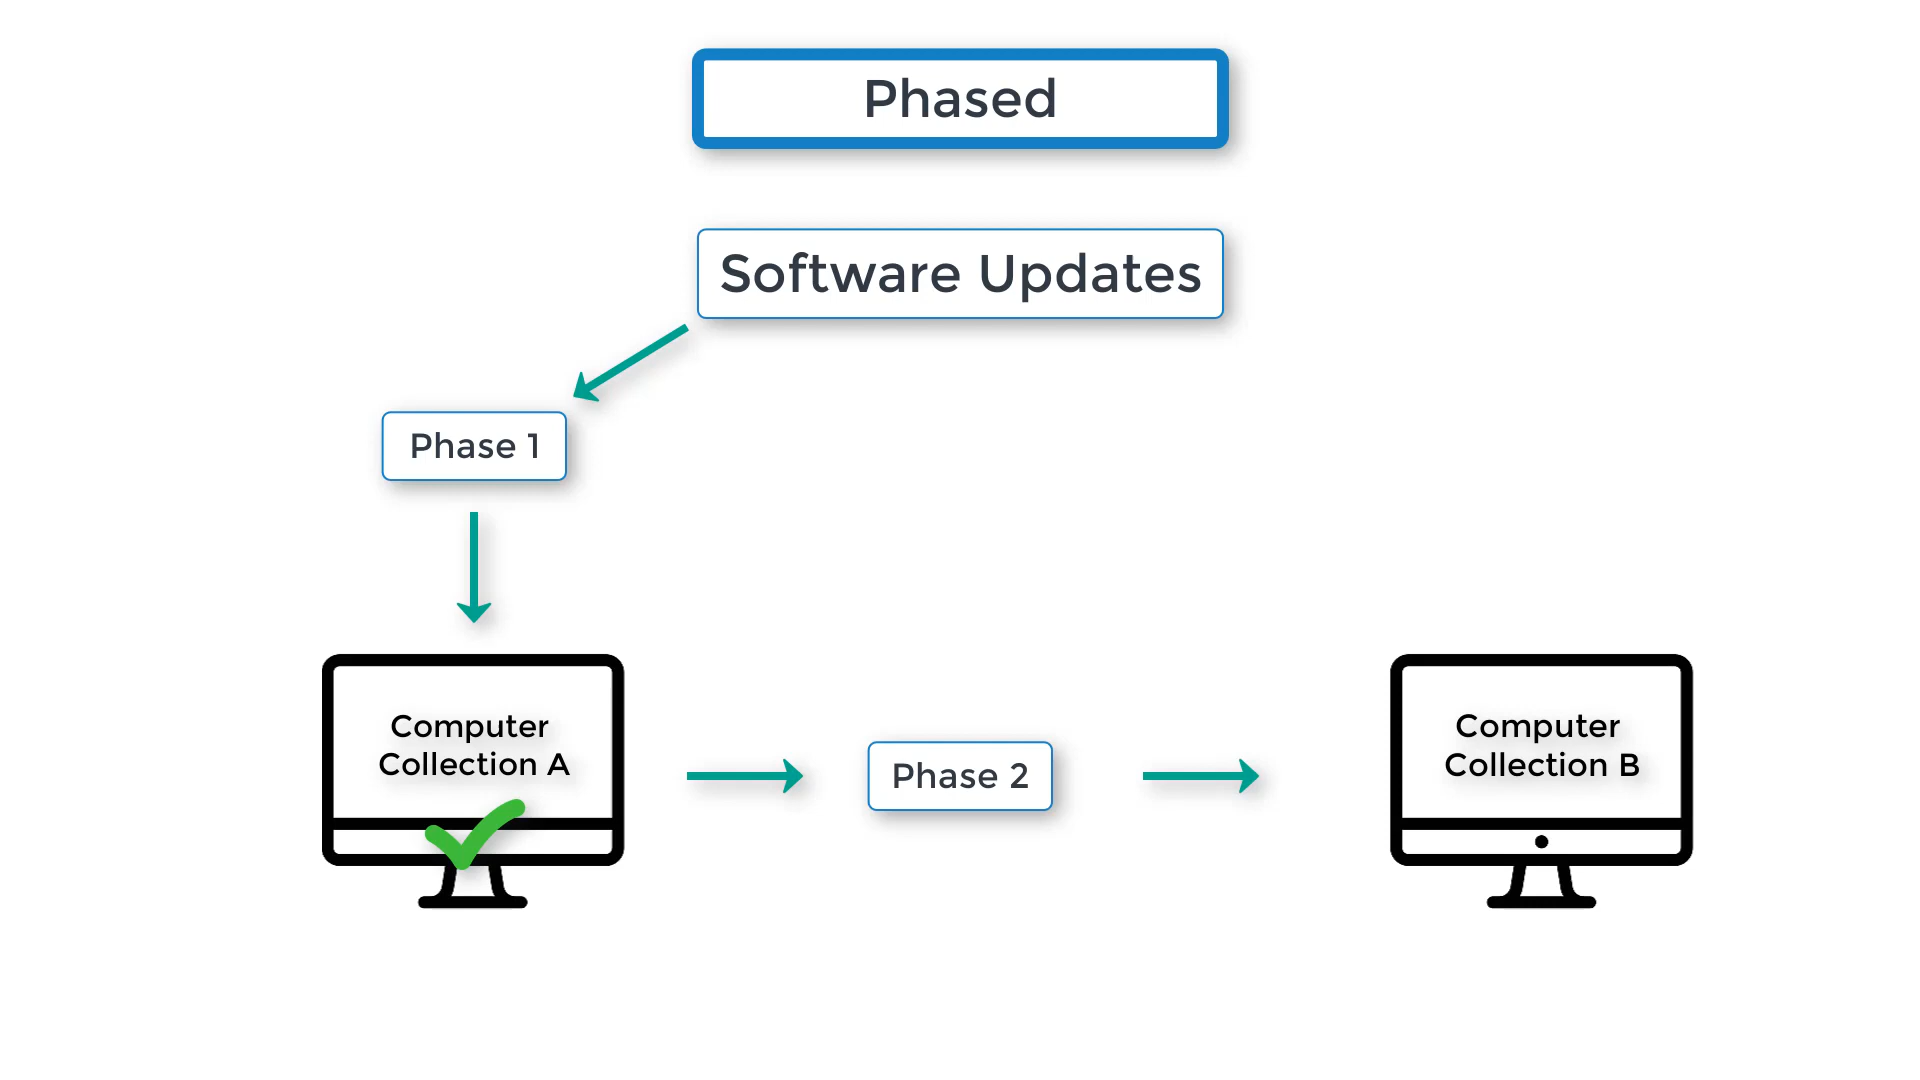 Phased
Software Updates
Phase 1
Computer
Collection A
Phase 2
Computer
Collection B